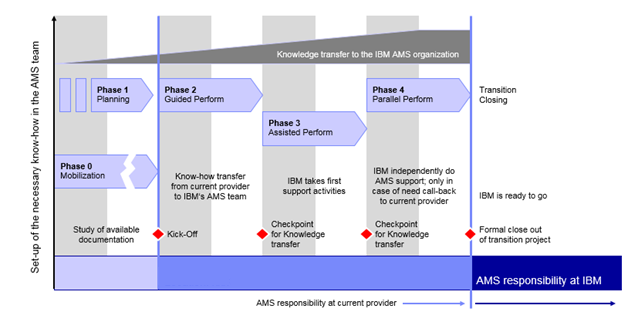 Set-up of the necessary know-how in the AMS team
Knowledge transfer to the IBM AMS organization
Phase 1
Planning
Phase 2
Guided Perform
Phase 4
Parallel Perform
Transition
Closing
Phase 3
Assisted Perform
Phase 0
Mobilization
Know-how transfer
from current provider
to IBM's AMS team
IBM takes first
support activities
IBM independently do
AMS support; only in
case of need call-back
to current provider
IBM is ready to go
Study of available
documentation
Kick-Off
Checkpoint
for Knowledge
transfer
Checkpoint
for Knowledge
transfer
Formal close out
of transition project
AMS responsibility at IBM
AMS responsibility at current provider